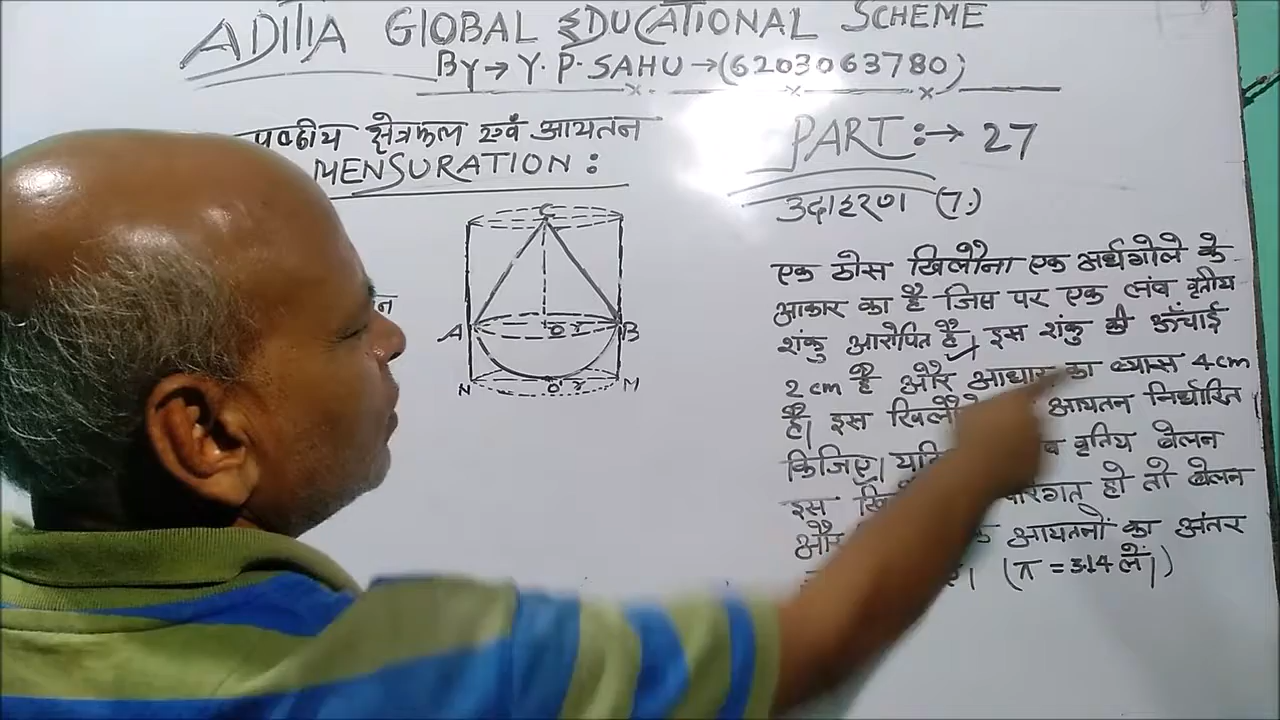 ADITIA GLOBAL EDUCATIONAL SCHEME
BY → Y. P. SAHU → (6203063780)
क्षेत्रफल एवं आयतन
MENSURATION :
PART :→ 27
उदाहरण (7.)
C
A O r B
N O' r M
एक ठोस खिलौना एक अर्धगोले के
आकार का है जिस पर एक लंब वृतीय
शंकु आरोपित है। इस शंकु की ऊँचाई
2 cm है और आधार का व्यास 4 cm
है। इस आयतन निर्धारित
किजिए। वृतिय बेलन
इस परिगत हो तो बेलन
और आयतनों का अंतर
(π = 3.14 लें।)